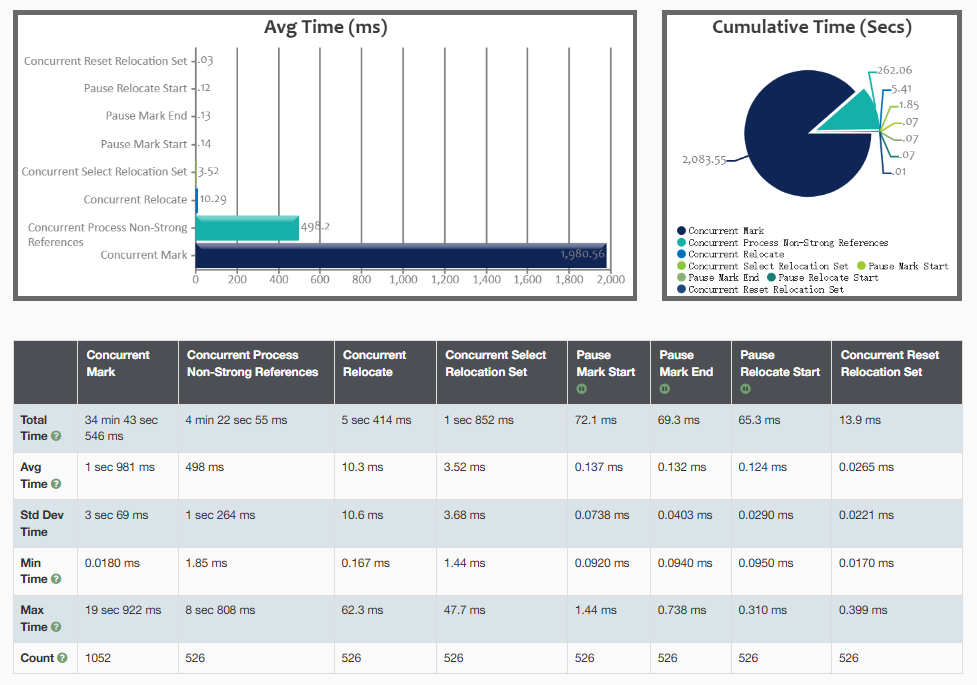 Avg Time (ms)
Concurrent Reset Relocation Set
.03
Pause Relocate Start
.12
Pause Mark End
.13
Pause Mark Start
.14
Concurrent Select Relocation Set
3.52
Concurrent Relocate
10.29
Concurrent Process Non-Strong
References
498.2
Concurrent Mark
1,980.56
0 200 400 600 800 1,000 1,200 1,400 1,600 1,800 2,000
Cumulative Time (Secs)
262.06
5.41
1.85
.07
.07
.07
.01
2,083.55
Concurrent Mark
Concurrent Process Non-Strong References
Concurrent Relocate
Concurrent Select Relocation Set Pause Mark Start
Pause Mark End Pause Relocate Start
Concurrent Reset Relocation Set
Concurrent Mark
Concurrent Process Non-Strong References
Concurrent Relocate
Concurrent Select Relocation Set
Pause Mark Start
Pause Mark End
Pause Relocate Start
Concurrent Reset Relocation Set
Total Time ? 34 min 43 sec 546 ms 4 min 22 sec 55 ms 5 sec 414 ms 1 sec 852 ms 72.1 ms 69.3 ms 65.3 ms 13.9 ms
Avg Time ? 1 sec 981 ms 498 ms 10.3 ms 3.52 ms 0.137 ms 0.132 ms 0.124 ms 0.0265 ms
Std Dev Time 3 sec 69 ms 1 sec 264 ms 10.6 ms 3.68 ms 0.0738 ms 0.0403 ms 0.0290 ms 0.0221 ms
Min Time ? 0.0180 ms 1.85 ms 0.167 ms 1.44 ms 0.0920 ms 0.0940 ms 0.0950 ms 0.0170 ms
Max Time ? 19 sec 922 ms 8 sec 808 ms 62.3 ms 47.7 ms 1.44 ms 0.738 ms 0.310 ms 0.399 ms
Count ? 1052 526 526 526 526 526 526 526